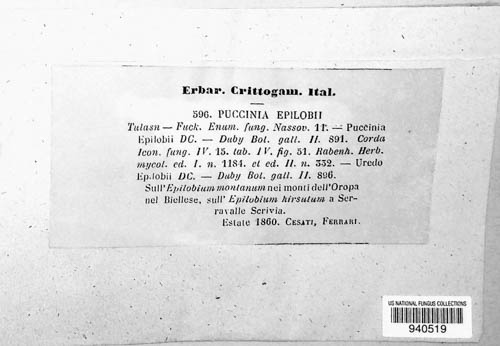 Erbar. Crittogam. Ital.
596. PUCCINIA EPILOBII
Tulasn — Fuck. Enum. fung. Nassov. 11. — Puccinia
Epilobii DC. — Duby Bot. gall. II. 891. Corda
Icon. fung. IV. 15. tab. IV. fig. 51. Rabenh. Herb.
mycol. ed. I. n. 1184. et ed. II. n. 352. — Uredo
Epilobii DC. — Duby Bot. gall. II. 896.
Sull'Epilobium montanum nei monti dell'Oropa
nel Biellese, sull'Epilobium hirsutum a Ser-
ravalle Scrivia.
Estate 1860. CESATI, FERRARI.
US NATIONAL FUNGUS COLLECTIONS
940519